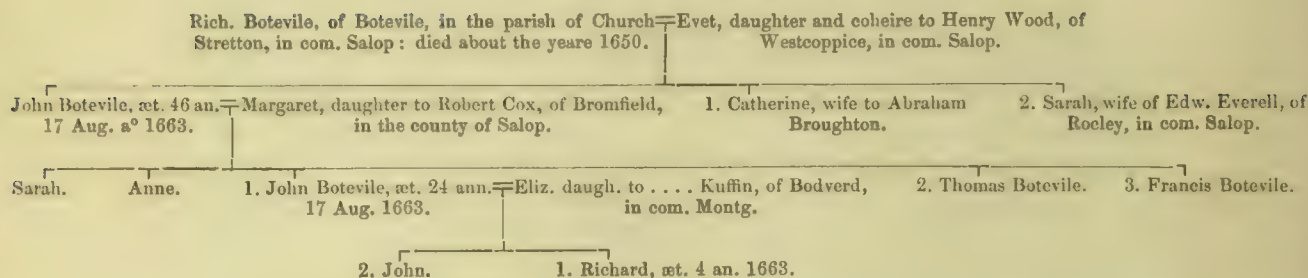 Rich. Botevile, of Botevile, in the parish of Church
Stretton, in com. Salop : died about the yeare 1650.
Evet, daughter and coheire to Henry Wood, of
Westcoppice, in com. Salop.
John Botevile, æt. 46 an.
17 Aug. aº 1663.
Margaret, daughter to Robert Cox, of Bromfield,
in the county of Salop.
1. Catherine, wife to Abraham
Broughton.
2. Sarah, wife of Edw. Everell, of
Rocley, in com. Salop.
Sarah.
Anne.
1. John Botevile, æt. 24 ann.
17 Aug. 1663.
Eliz. daugh. to .... Kuffin, of Bodverd,
in com. Montg.
2. Thomas Botevile.
3. Francis Botevile.
2. John.
1. Richard, æt. 4 an. 1663.